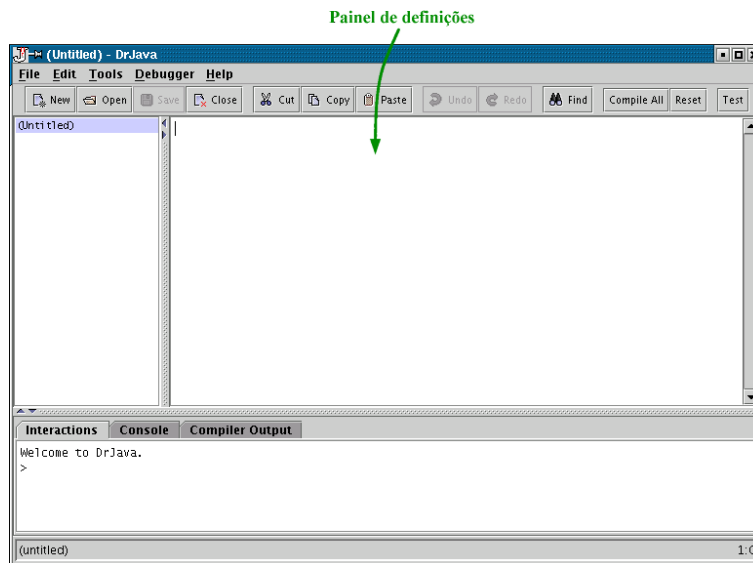 Painel de definições
(Untitled) - DrJava
File Edit Tools Debugger Help
New Open Save Close Cut Copy Paste Undo Redo Find Compile All Reset Test
(Untitled)
Interactions Console Compiler Output
Welcome to DrJava.
>
(untitled) 1: